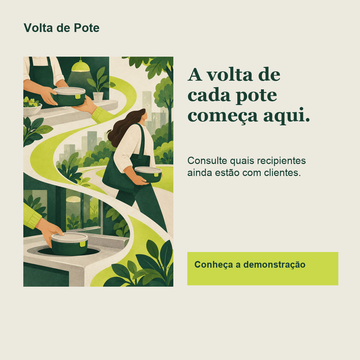 Volta de Pote
A volta de
cada pote
começa aqui.
Consulte quais recipientes
ainda estão com clientes.
Conheça a demonstração